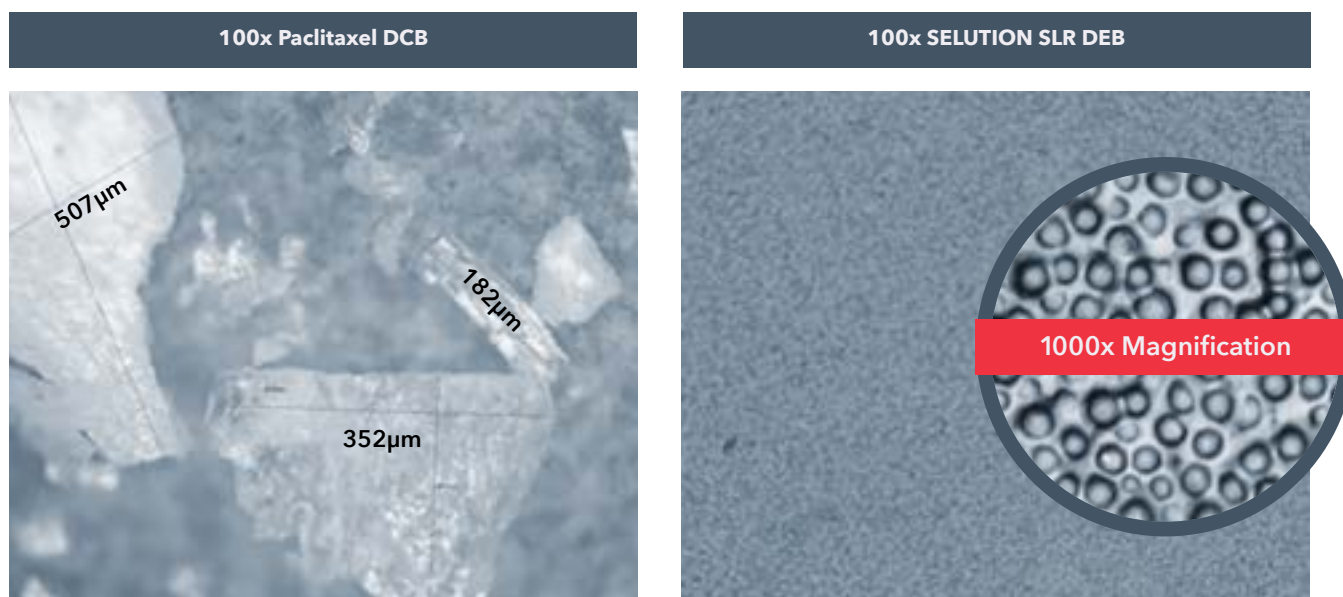 100x Paclitaxel DCB
100x SELUTION SLR DEB
507µm
182µm
352µm
1000x Magnification